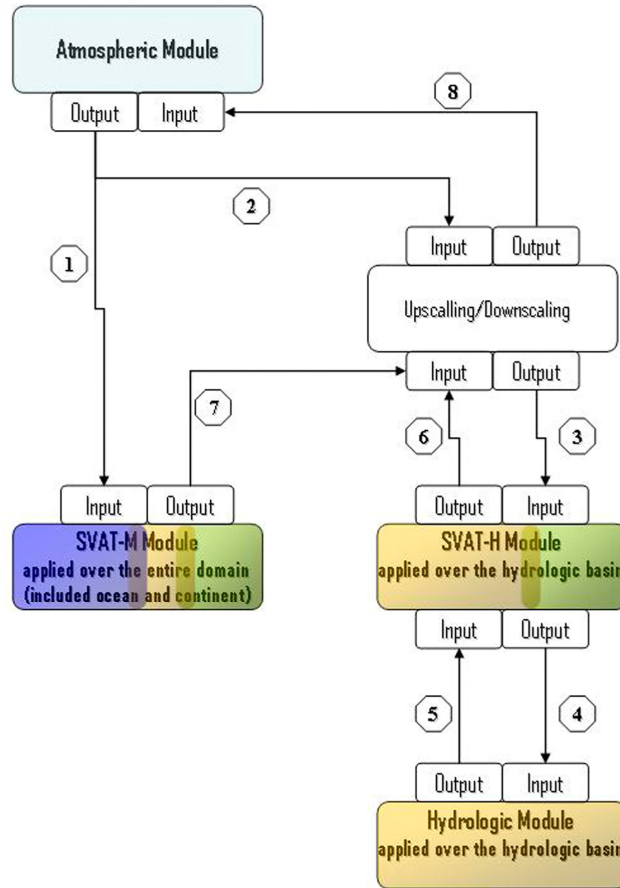 Atmospheric Module
Output
Input
8
2
1
Input
Output
Upscalling/Downscaling
Input
Output
7
6
3
Input
Output
Output
Input
SVAT-M Module
applied over the entire domain
(included ocean and continent)
SVAT-H Module
applied over the hydrologic basin
Input
Output
5
4
Output
Input
Hydrologic Module
applied over the hydrologic basin